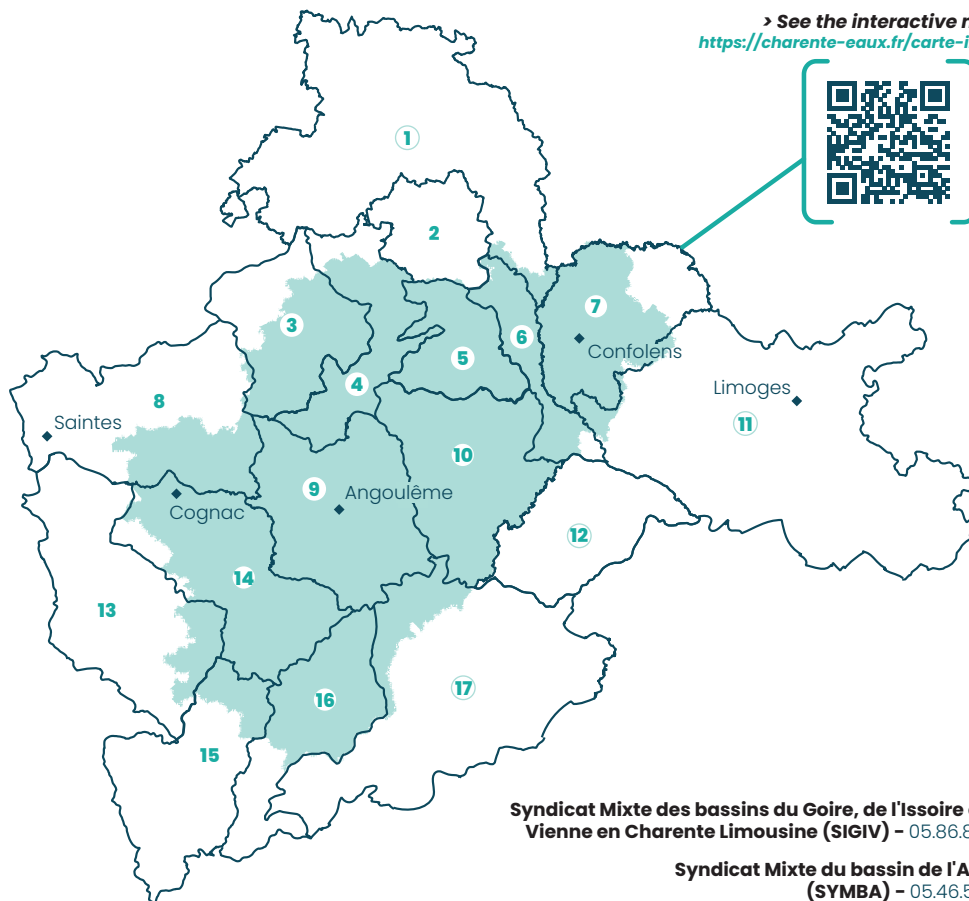 > See the interactive
https://charente-eaux.fr/carte-i
1
2
3
7
6
5
Confolens
4
Limoges
8
11
Saintes
10
9
Angoulême
Cognac
12
14
13
17
16
15
Syndicat Mixte des bassins du Goire, de l'Issoire
Vienne en Charente Limousine (SIGIV) - 05.86.8
Syndicat Mixte du bassin de l'A
(SYMBA) - 05.46.5